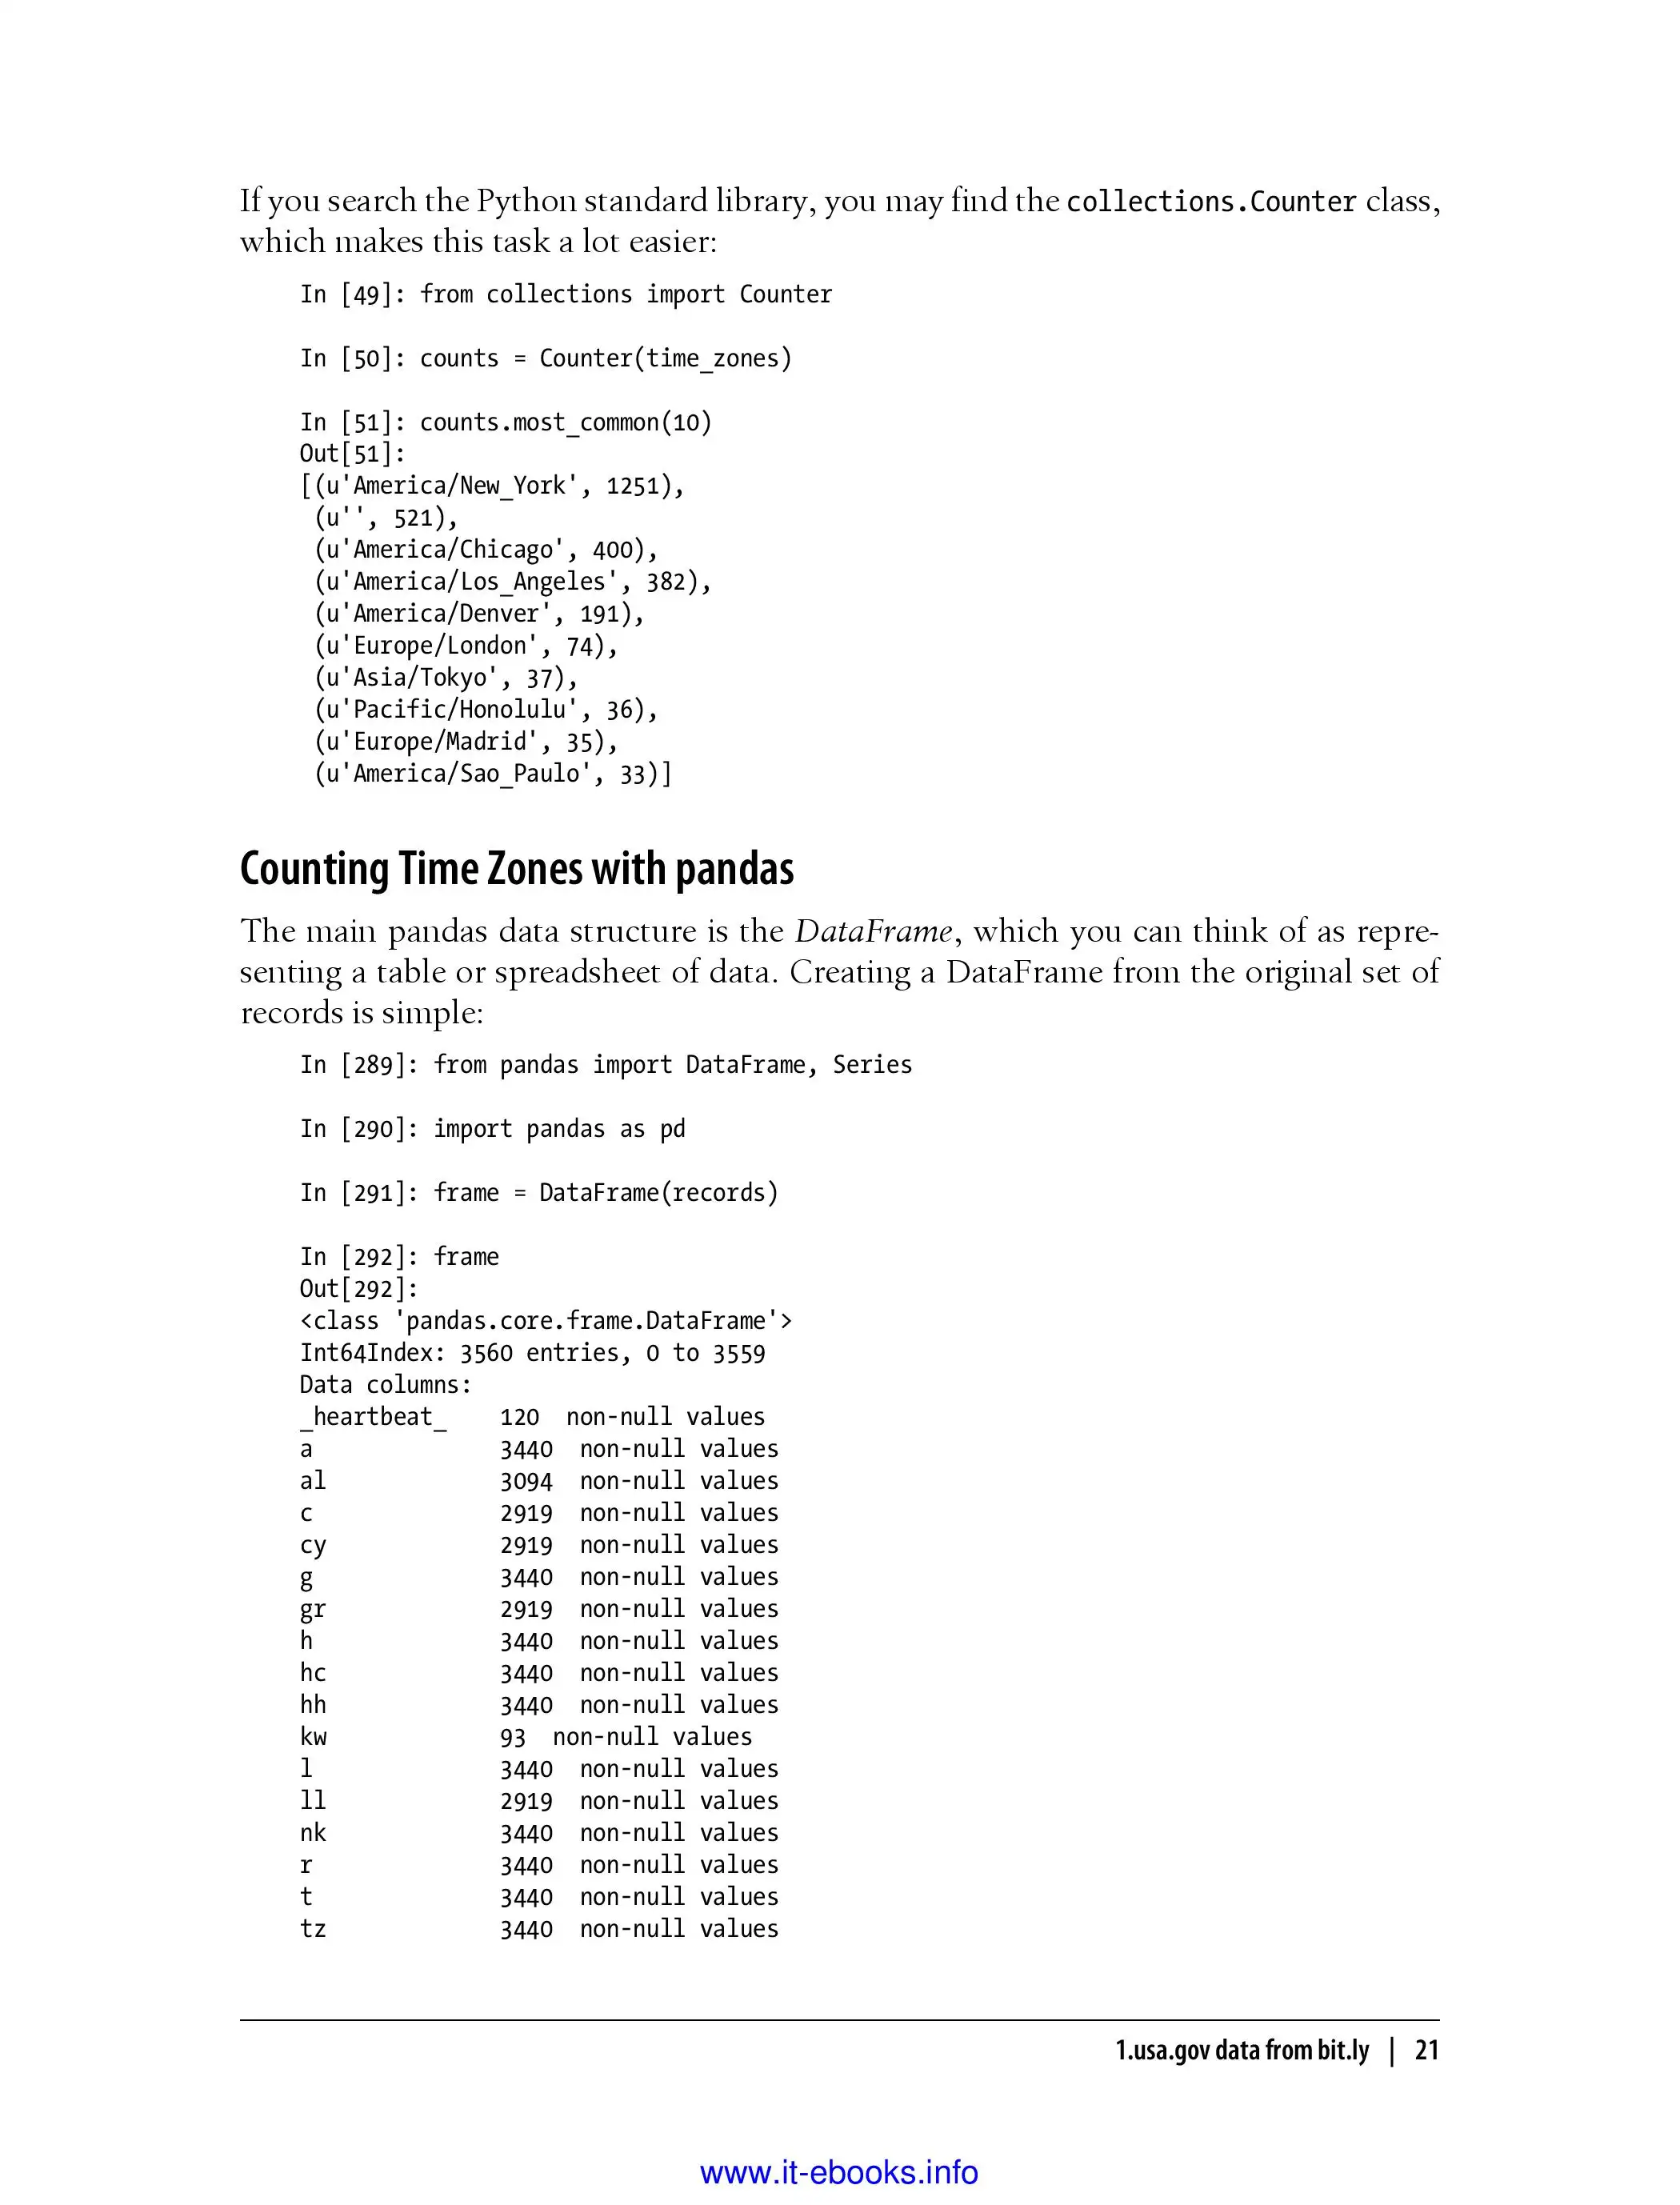 If you search the Python standard library, you may find the collections.Counter class,
which makes this task a lot easier:
In [49]: from collections import Counter
In [50]: counts = Counter(time_zones)
In [51]: counts.most_common(10)
Out[51]:
[(u'America/New_York', 1251),
 (u'', 521),
 (u'America/Chicago', 400),
 (u'America/Los_Angeles', 382),
 (u'America/Denver', 191),
 (u'Europe/London', 74),
 (u'Asia/Tokyo', 37),
 (u'Pacific/Honolulu', 36),
 (u'Europe/Madrid', 35),
 (u'America/Sao_Paulo', 33)]
Counting Time Zones with pandas
The main pandas data structure is the DataFrame, which you can think of as repre-
senting a table or spreadsheet of data. Creating a DataFrame from the original set of
records is simple:
In [289]: from pandas import DataFrame, Series
In [290]: import pandas as pd
In [291]: frame = DataFrame(records)
In [292]: frame
Out[292]:
<class 'pandas.core.frame.DataFrame'>
Int64Index: 3560 entries, 0 to 3559
Data columns:
_heartbeat_    120  non-null values
a              3440  non-null values
al             3094  non-null values
c              2919  non-null values
cy             2919  non-null values
g              3440  non-null values
gr             2919  non-null values
h              3440  non-null values
hc             3440  non-null values
hh             3440  non-null values
kw             93  non-null values
l              3440  non-null values
ll             2919  non-null values
nk             3440  non-null values
r              3440  non-null values
t              3440  non-null values
tz             3440  non-null values
1.usa.gov data from bit.ly | 21
www.it-ebooks.info